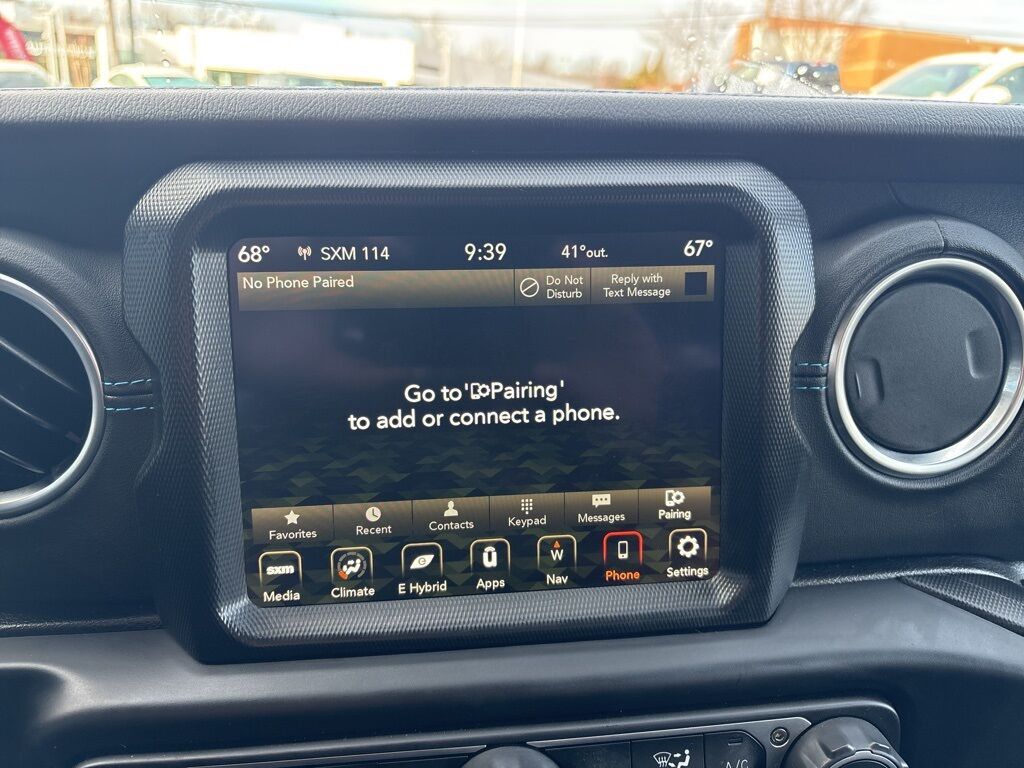 68° SXM 114 9:39 41°out. 67°
No Phone Paired
Do Not
Disturb
Reply with
Text Message
Go to 'Pairing'
to add or connect a phone.
Favorites Recent Contacts Keypad Messages Pairing
sxm
e
u
W
Media Climate E Hybrid Apps Nav Phone Settings
A/C